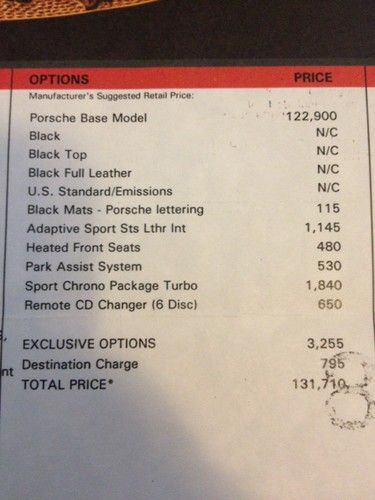 OPTIONS PRICE
Manufacturer's Suggested Retail Price:
Porsche Base Model 122,900
Black N/C
Black Top N/C
Black Full Leather N/C
U.S. Standard/Emissions N/C
Black Mats - Porsche lettering 115
Adaptive Sport Sts Lthr Int 1,145
Heated Front Seats 480
Park Assist System 530
Sport Chrono Package Turbo 1,840
Remote CD Changer (6 Disc) 650
EXCLUSIVE OPTIONS 3,255
nt Destination Charge 795
TOTAL PRICE* 131,710